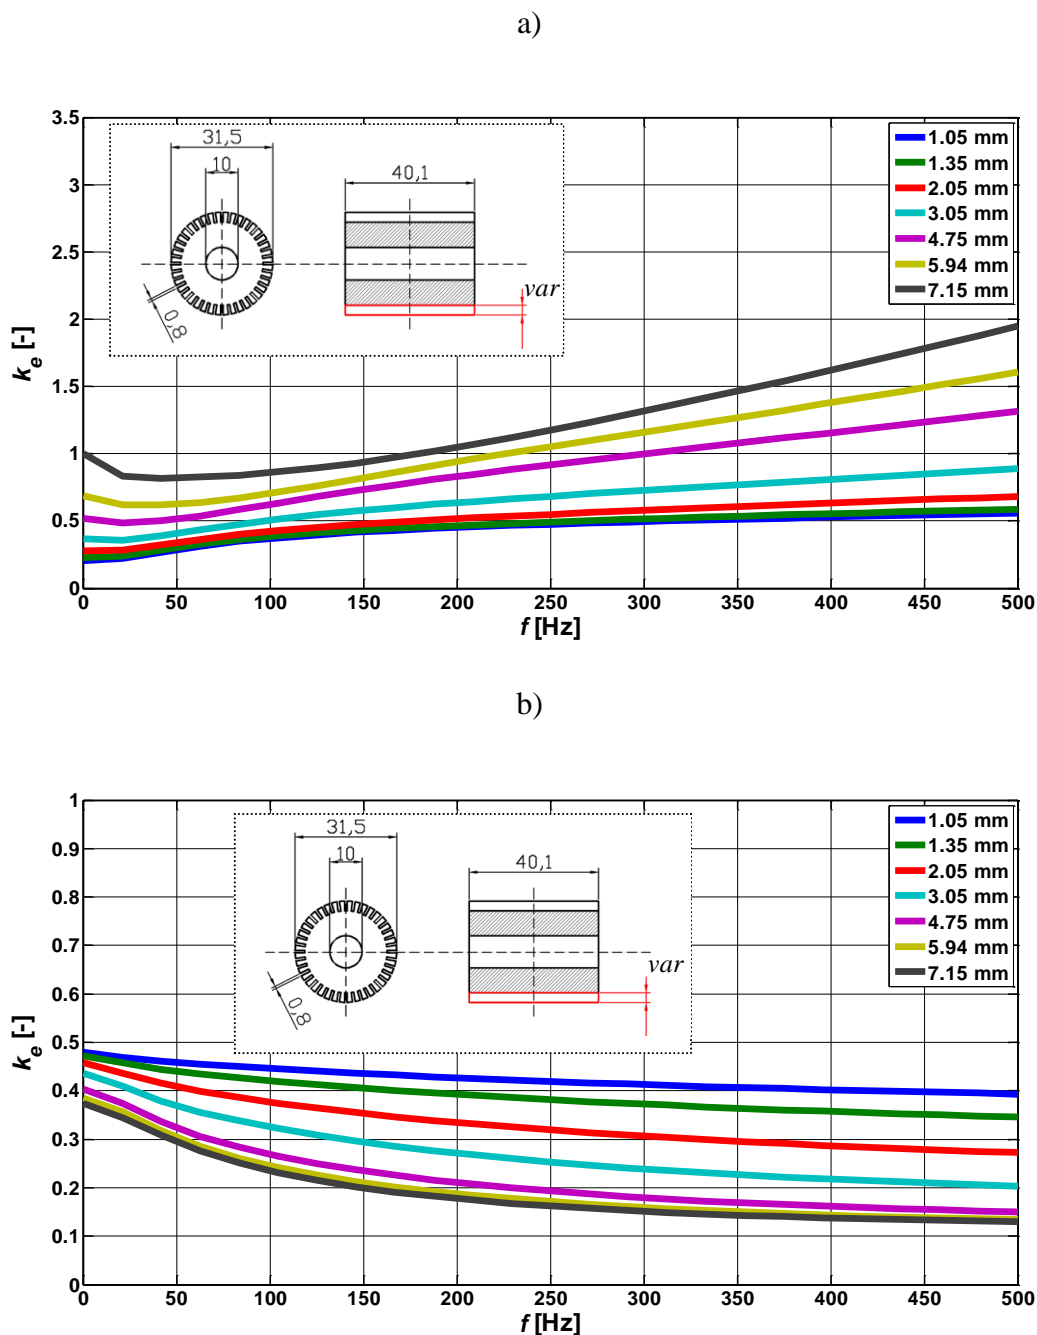 a)
3.5
3
2.5
2
1.5
1
0.5
0
k_e [-]
31,5
10
40,1
0,8
var
1.05 mm
1.35 mm
2.05 mm
3.05 mm
4.75 mm
5.94 mm
7.15 mm
0 50 100 150 200 250 300 350 400 450 500
f [Hz]
b)
1
0.9
0.8
0.7
0.6
0.5
0.4
0.3
0.2
0.1
0
k_e [-]
31,5
10
40,1
0,8
var
1.05 mm
1.35 mm
2.05 mm
3.05 mm
4.75 mm
5.94 mm
7.15 mm
0 50 100 150 200 250 300 350 400 450 500
f [Hz]